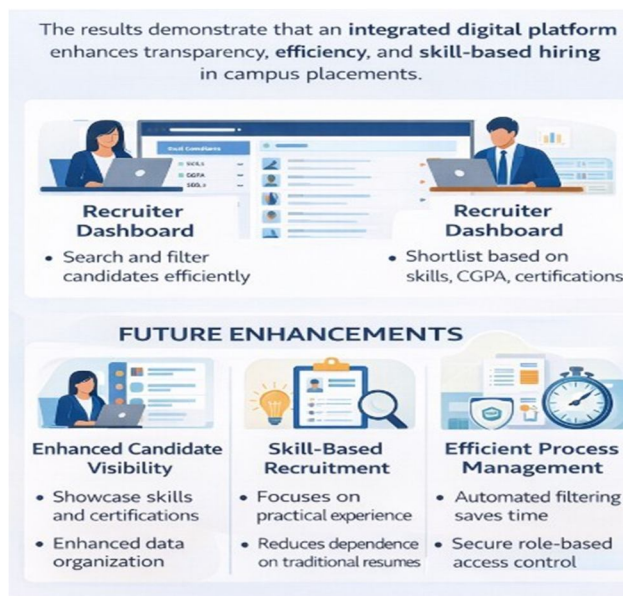 The results demonstrate that an integrated digital platform
enhances transparency, efficiency, and skill-based hiring
in campus placements.
CGPA
Recruiter
Dashboard
• Search and filter
candidates efficiently
Recruiter
Dashboard
• Shortlist based on
skills, CGPA, certifications
FUTURE ENHANCEMENTS
Enhanced Candidate
Visibility
• Showcase skills
and certifications
• Enhanced data
organization
Skill-Based
Recruitment
• Focuses on
practical experience
• Reduces dependence
on traditional resumes
Efficient Process
Management
• Automated filtering
saves time
• Secure role-based
access control